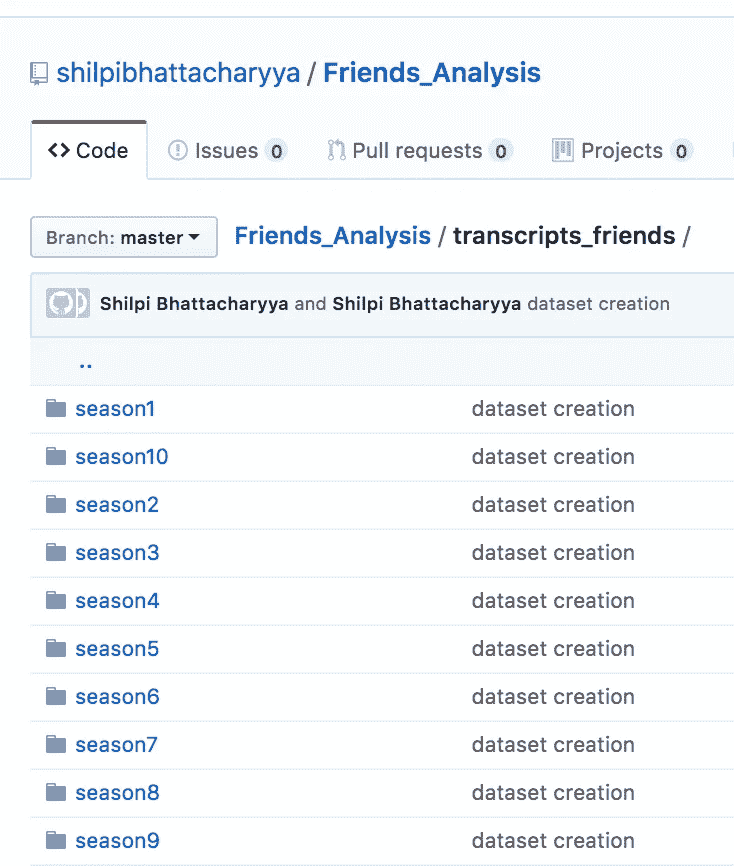 shilpibhattacharyya / Friends_Analysis
<> Code Issues 0 Pull requests 0 Projects 0
Branch: master Friends_Analysis / transcripts_friends /
Shilpi Bhattacharyya and Shilpi Bhattacharyya dataset creation
..
season1 dataset creation
season10 dataset creation
season2 dataset creation
season3 dataset creation
season4 dataset creation
season5 dataset creation
season6 dataset creation
season7 dataset creation
season8 dataset creation
season9 dataset creation